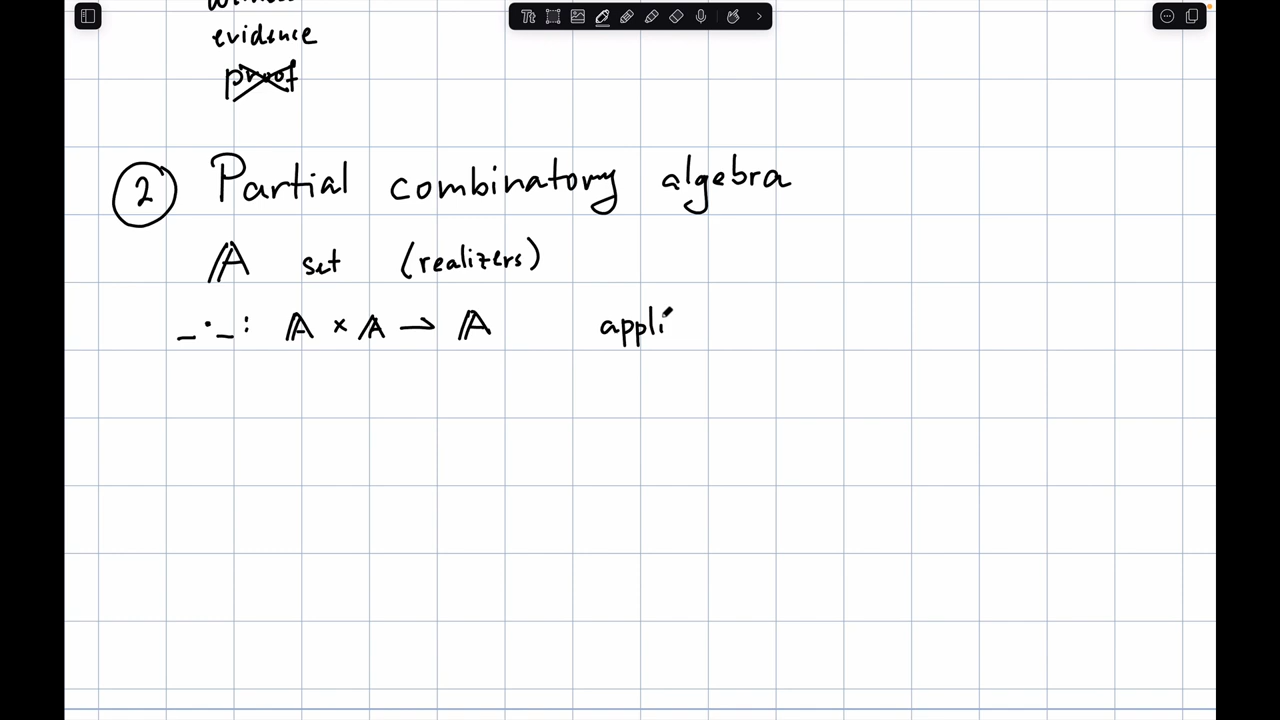 evidence
proof
② Partial combinatory algebra
𝔸 set (realizers)
_·_: 𝔸 × 𝔸 → 𝔸 appli